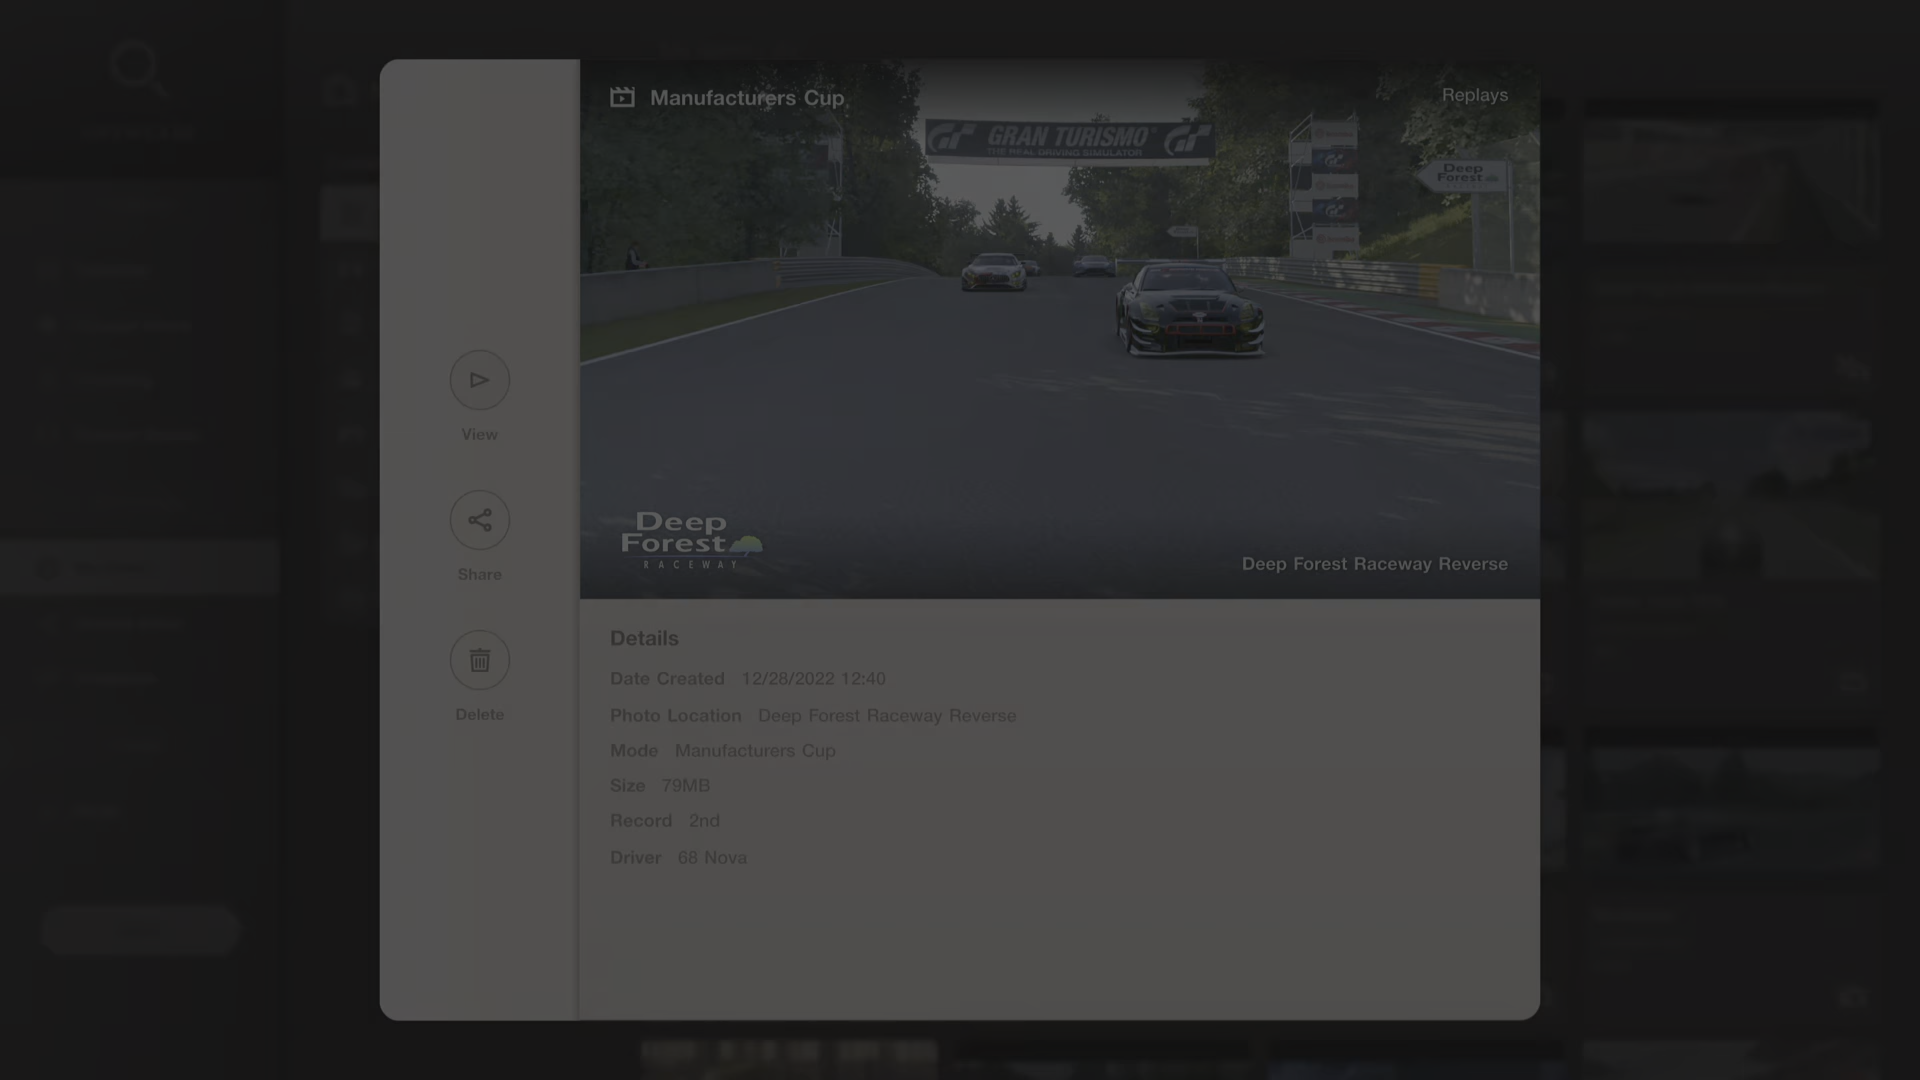 Manufacturers Cup
Replays
GRAN TURISMO
THE REAL DRIVING SIMULATOR
Deep
Forest
View
Share
Delete
Deep
Forest
RACEWAY
Deep Forest Raceway Reverse
Details
Date Created 12/28/2022 12:40
Photo Location Deep Forest Raceway Reverse
Mode Manufacturers Cup
Size 79MB
Record 2nd
Driver 68 Nova